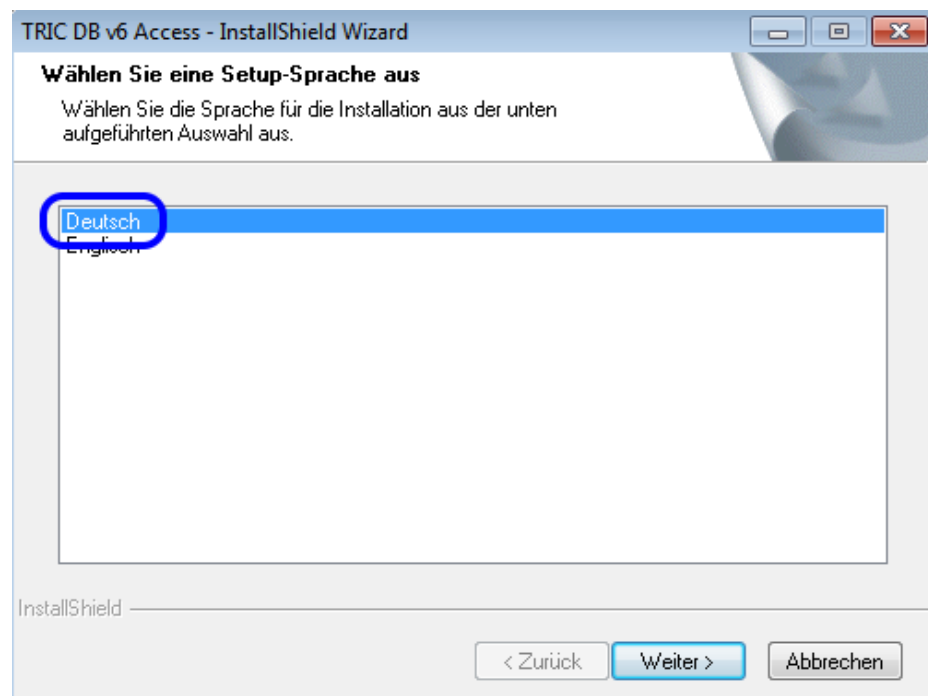 TRIC DB v6 Access - InstallShield Wizard
Wählen Sie eine Setup-Sprache aus
Wählen Sie die Sprache für die Installation aus der unten
aufgeführten Auswahl aus.
Deutsch
Englisch
InstallShield
< Zurück
Weiter >
Abbrechen